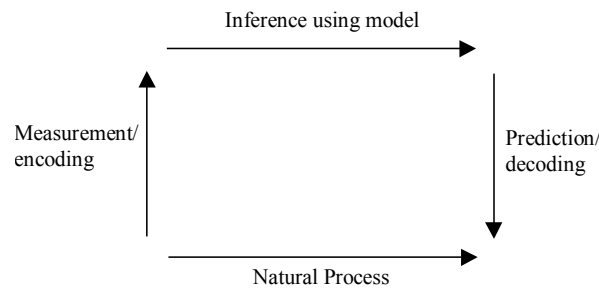 Inference using model
Measurement/
encoding
Prediction/
decoding
Natural Process